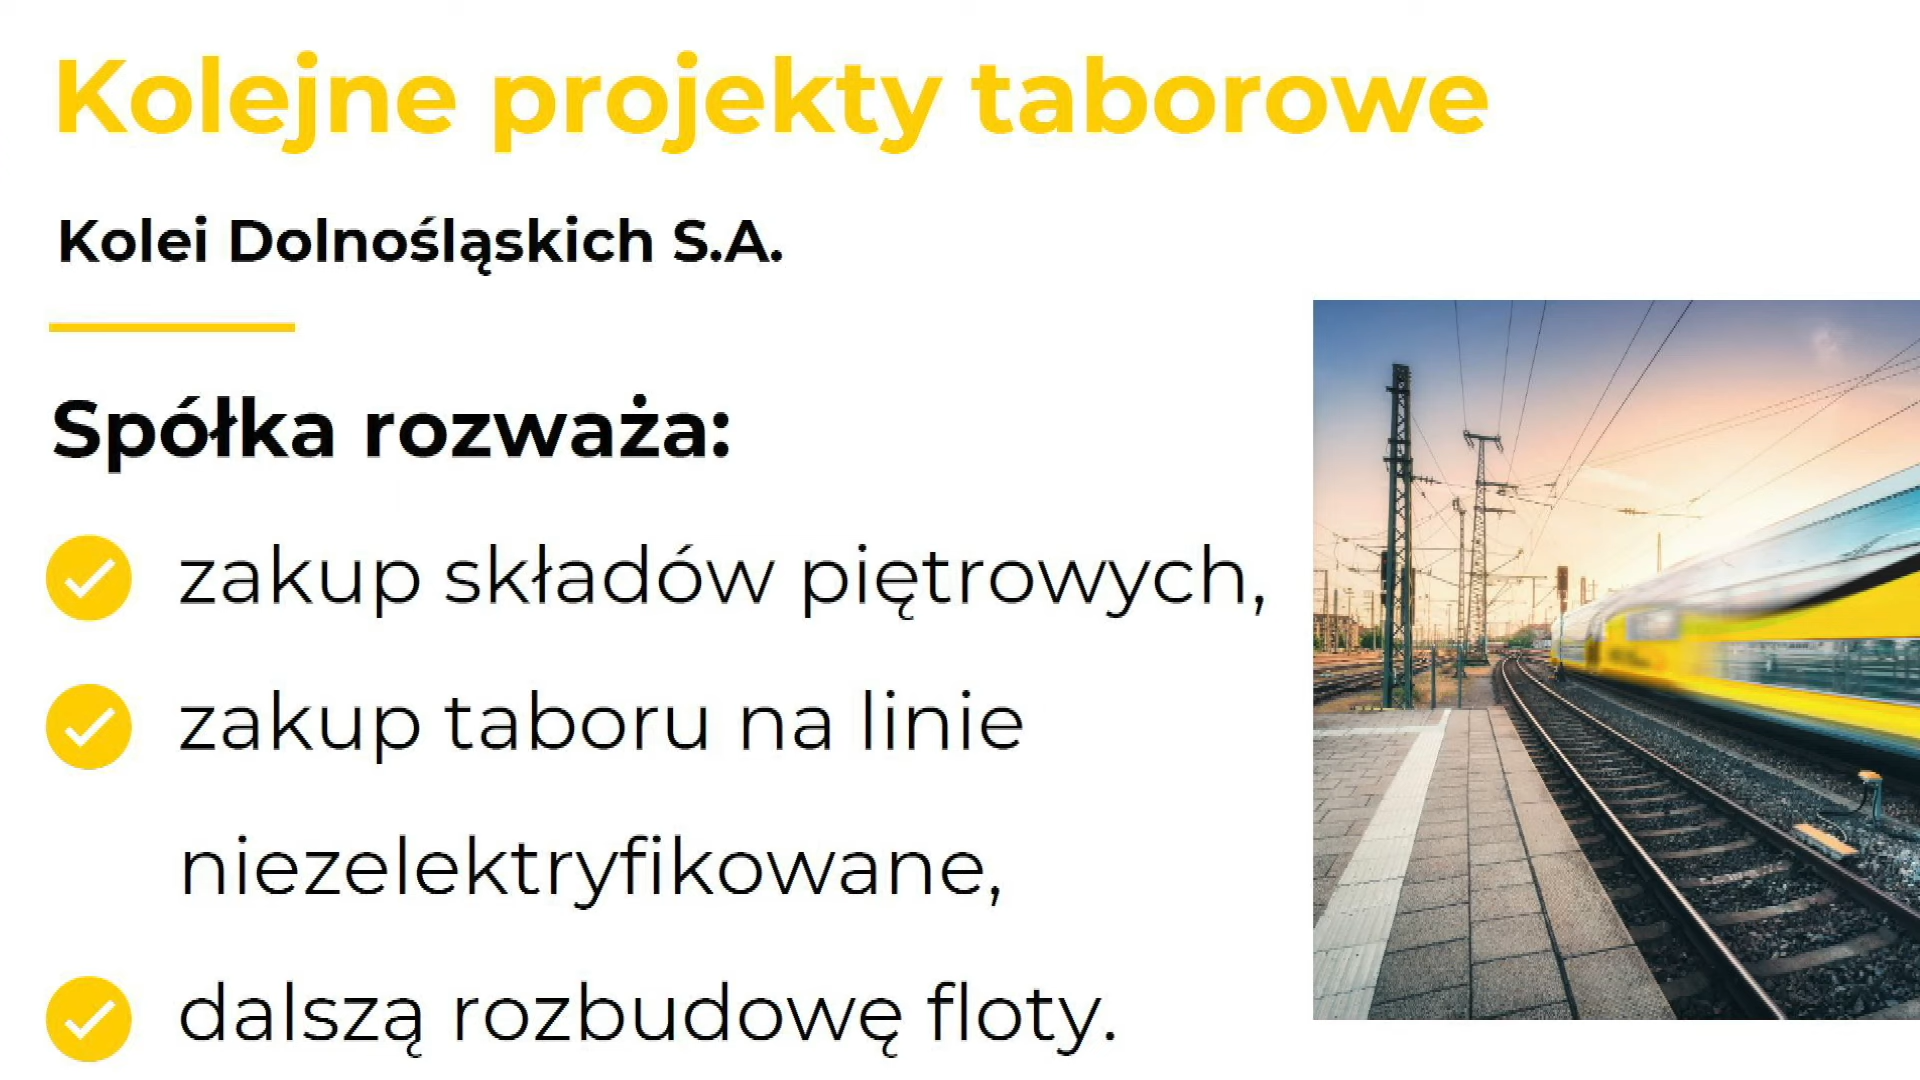 Kolejne projekty taborowe
Kolei Dolnośląskich S.A.
Spółka rozważa:
zakup składów piętrowych,
zakup taboru na linie
niezelektryfikowane,
dalszą rozbudowę floty.